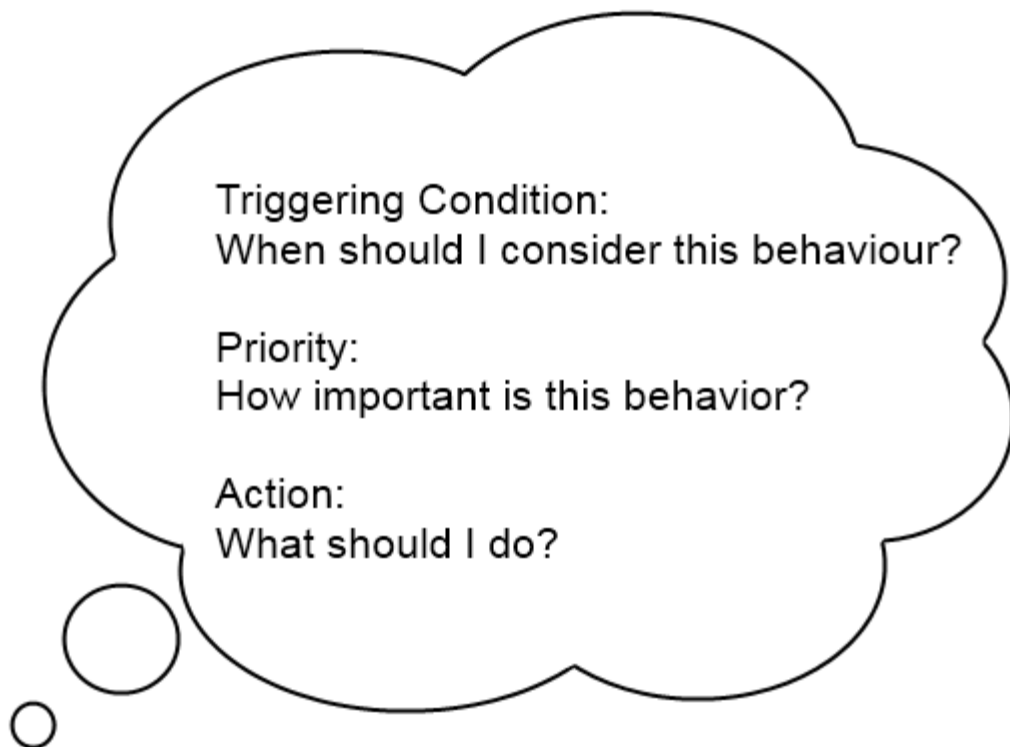 Triggering Condition:
When should I consider this behaviour?
Priority:
How important is this behavior?
Action:
What should I do?